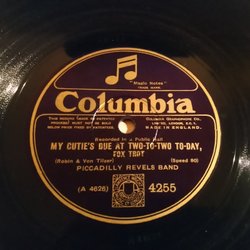 "Magic Notes"
TRADE MARK
Columbia
Columbia Graphophone Co.
MADE IN ENGLAND.
Recorded in a Public Hall
MY CUTIE'S DUE AT TWO-TO-TWO TO-DAY,
FOX TROT
(Robin & Von Tilzer) (Speed 80)
PICCADILLY REVELS BAND
(A 4626) 4255